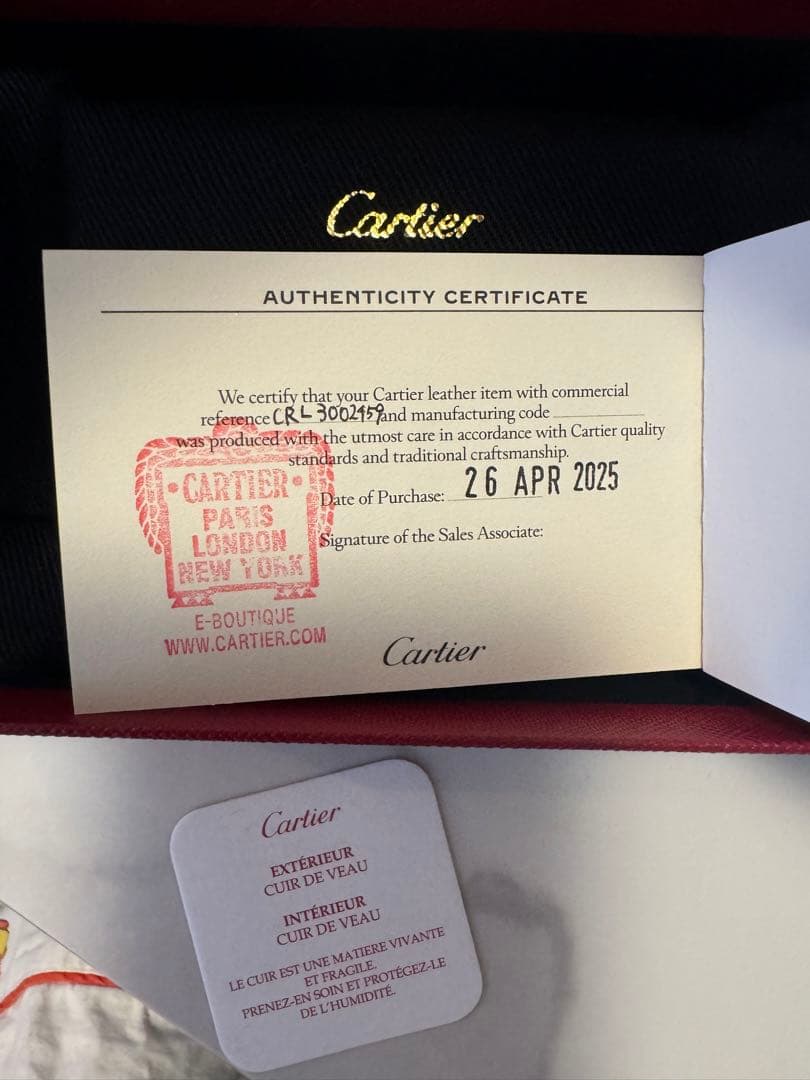 Cartier
AUTHENTICITY CERTIFICATE
We certify that your Cartier leather item with commercial
reference CRL3002459 and manufacturing code
was produced with the utmost care in accordance with Cartier quality
standards and traditional craftsmanship.
Date of Purchase: 26 APR 2025
Signature of the Sales Associate:
•CARTIER•
PARIS
LONDON
NEW YORK
E-BOUTIQUE
WWW.CARTIER.COM
Cartier
Cartier
EXTÉRIEUR
CUIR DE VEAU
INTÉRIEUR
CUIR DE VEAU
LE CUIR EST UNE MATIERE VIVANTE
ET FRAGILE.
PRENEZ-EN SOIN ET PROTÉGEZ-LE
DE L'HUMIDITÉ.